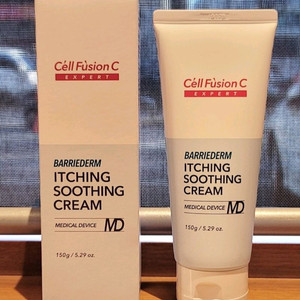 Cell Fusion C
EXPERT
BARRIEDERM
ITCHING
SOOTHING
CREAM
MEDICAL DEVICE MD
150g / 5.29 oz.
Cell Fusion C
EXPERT
BARRIEDERM
ITCHING
SOOTHING
CREAM
MEDICAL DEVICE MD
150g / 5.29 oz.